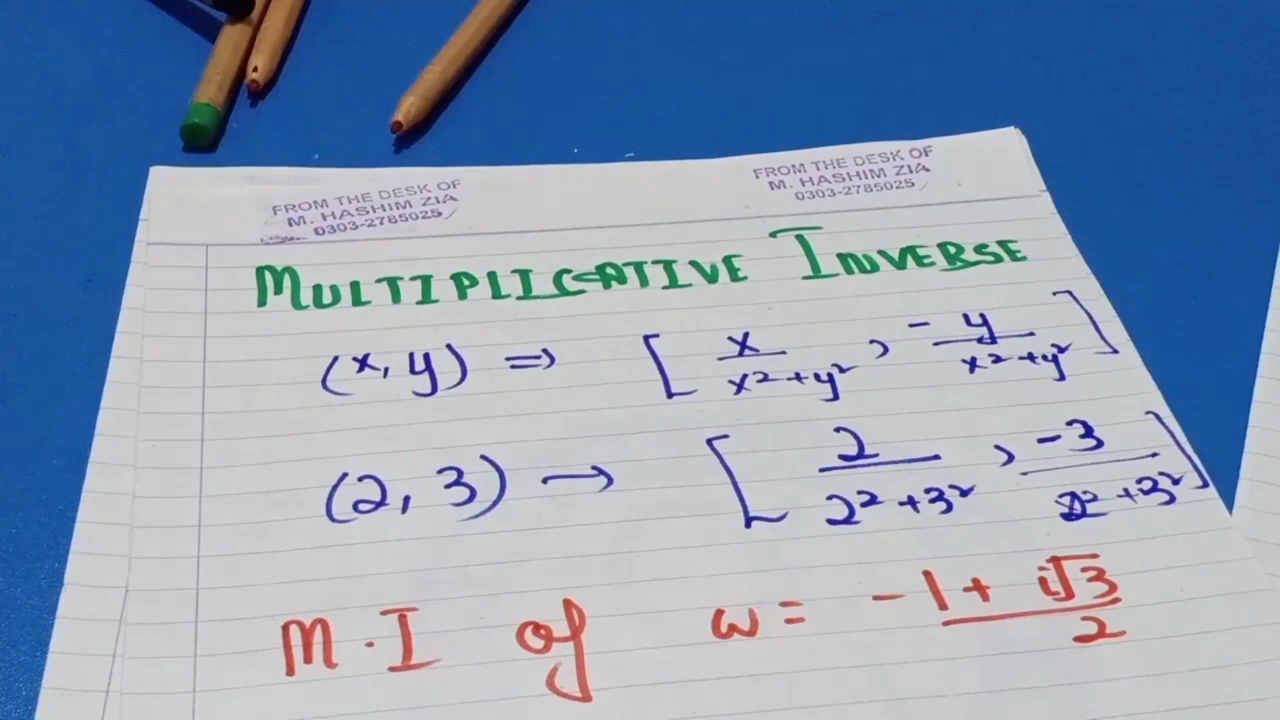 FROM THE DESK OF
M. HASHIM ZIA
0303-2785025
FROM THE DESK OF
M. HASHIM ZIA
0303-2785025
MULTIPLICATIVE INVERSE
(x, y) ⇒ [x/(x²+y²), -y/(x²+y²)]
(2, 3) → [2/(2²+3²), -3/(2²+3²)]
M.I of ω = (-1 + i√3)/2